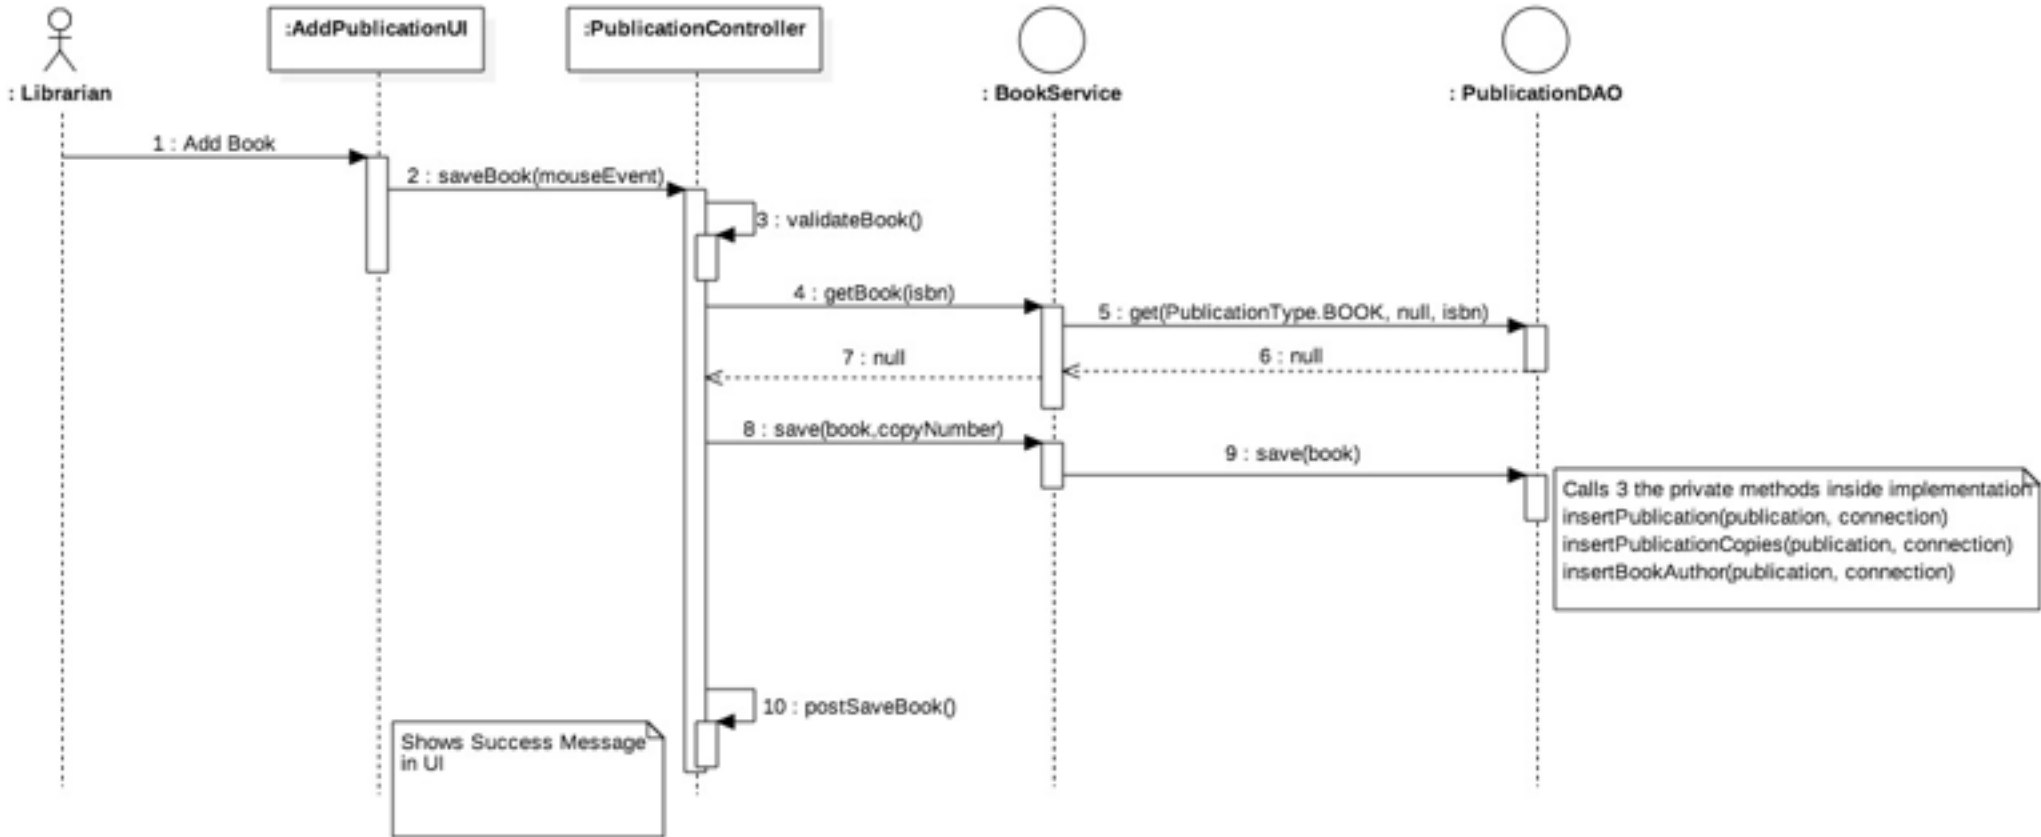 :AddPublicationUI
:PublicationController
: Librarian
: BookService
: PublicationDAO
1 : Add Book
2 : saveBook(mouseEvent)
3 : validateBook()
4 : getBook(isbn)
5 : get(PublicationType.BOOK, null, isbn)
6 : null
7 : null
8 : save(book,copyNumber)
9 : save(book)
Calls 3 the private methods inside implementation
insertPublication(publication, connection)
insertPublicationCopies(publication, connection)
insertBookAuthor(publication, connection)
10 : postSaveBook()
Shows Success Message
in UI